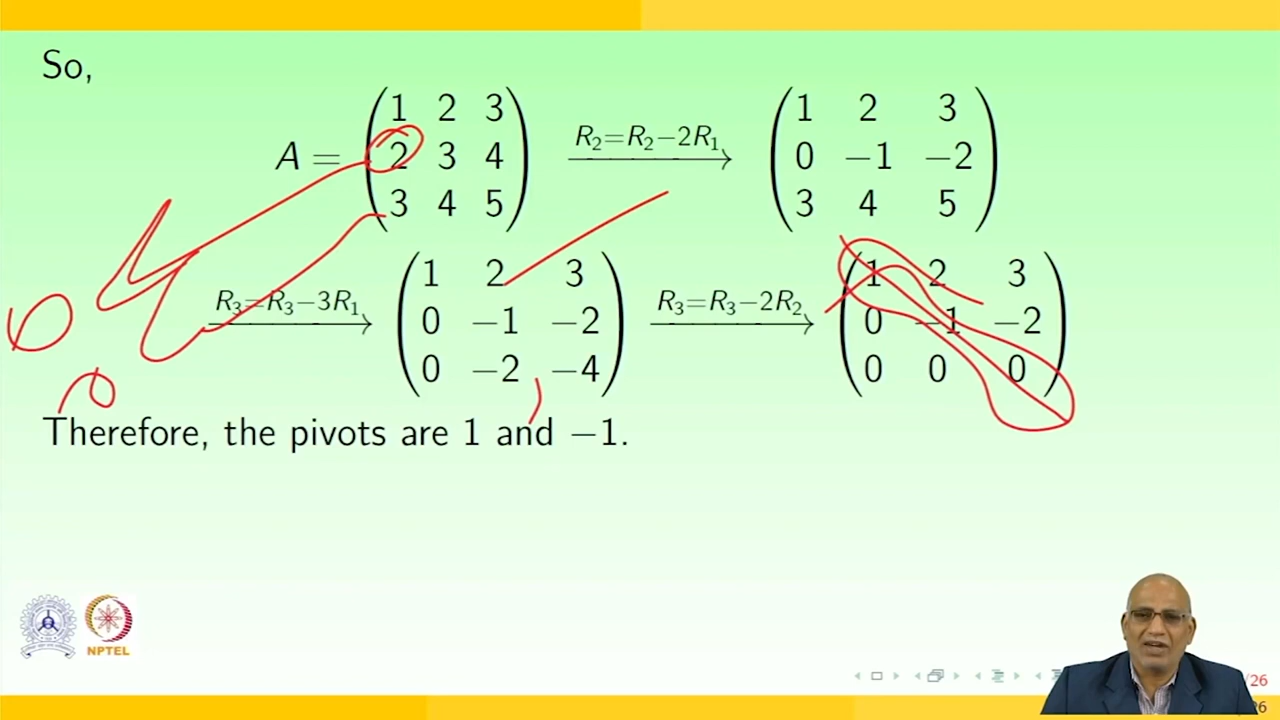 So,
A = (1 2 3; 2 3 4; 3 4 5) R₂=R₂−2R₁ → (1 2 3; 0 −1 −2; 3 4 5)
R₃=R₃−3R₁ → (1 2 3; 0 −1 −2; 0 −2 −4) R₃=R₃−2R₂ → (1 2 3; 0 −1 −2; 0 0 0)
Therefore, the pivots are 1 and −1.
NPTEL
/26